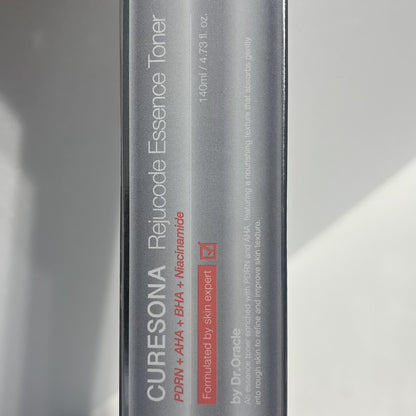 CURESONA Rejucode Essence Toner
PDRN + AHA + BHA + Niacinamide
140ml / 4.73 fl. oz.
Formulated by skin expert
by Dr.Oracle
An essence toner enriched with PDRN and AHA, featuring a nourishing texture that absorbs gently
into rough skin to refine and improve skin texture.